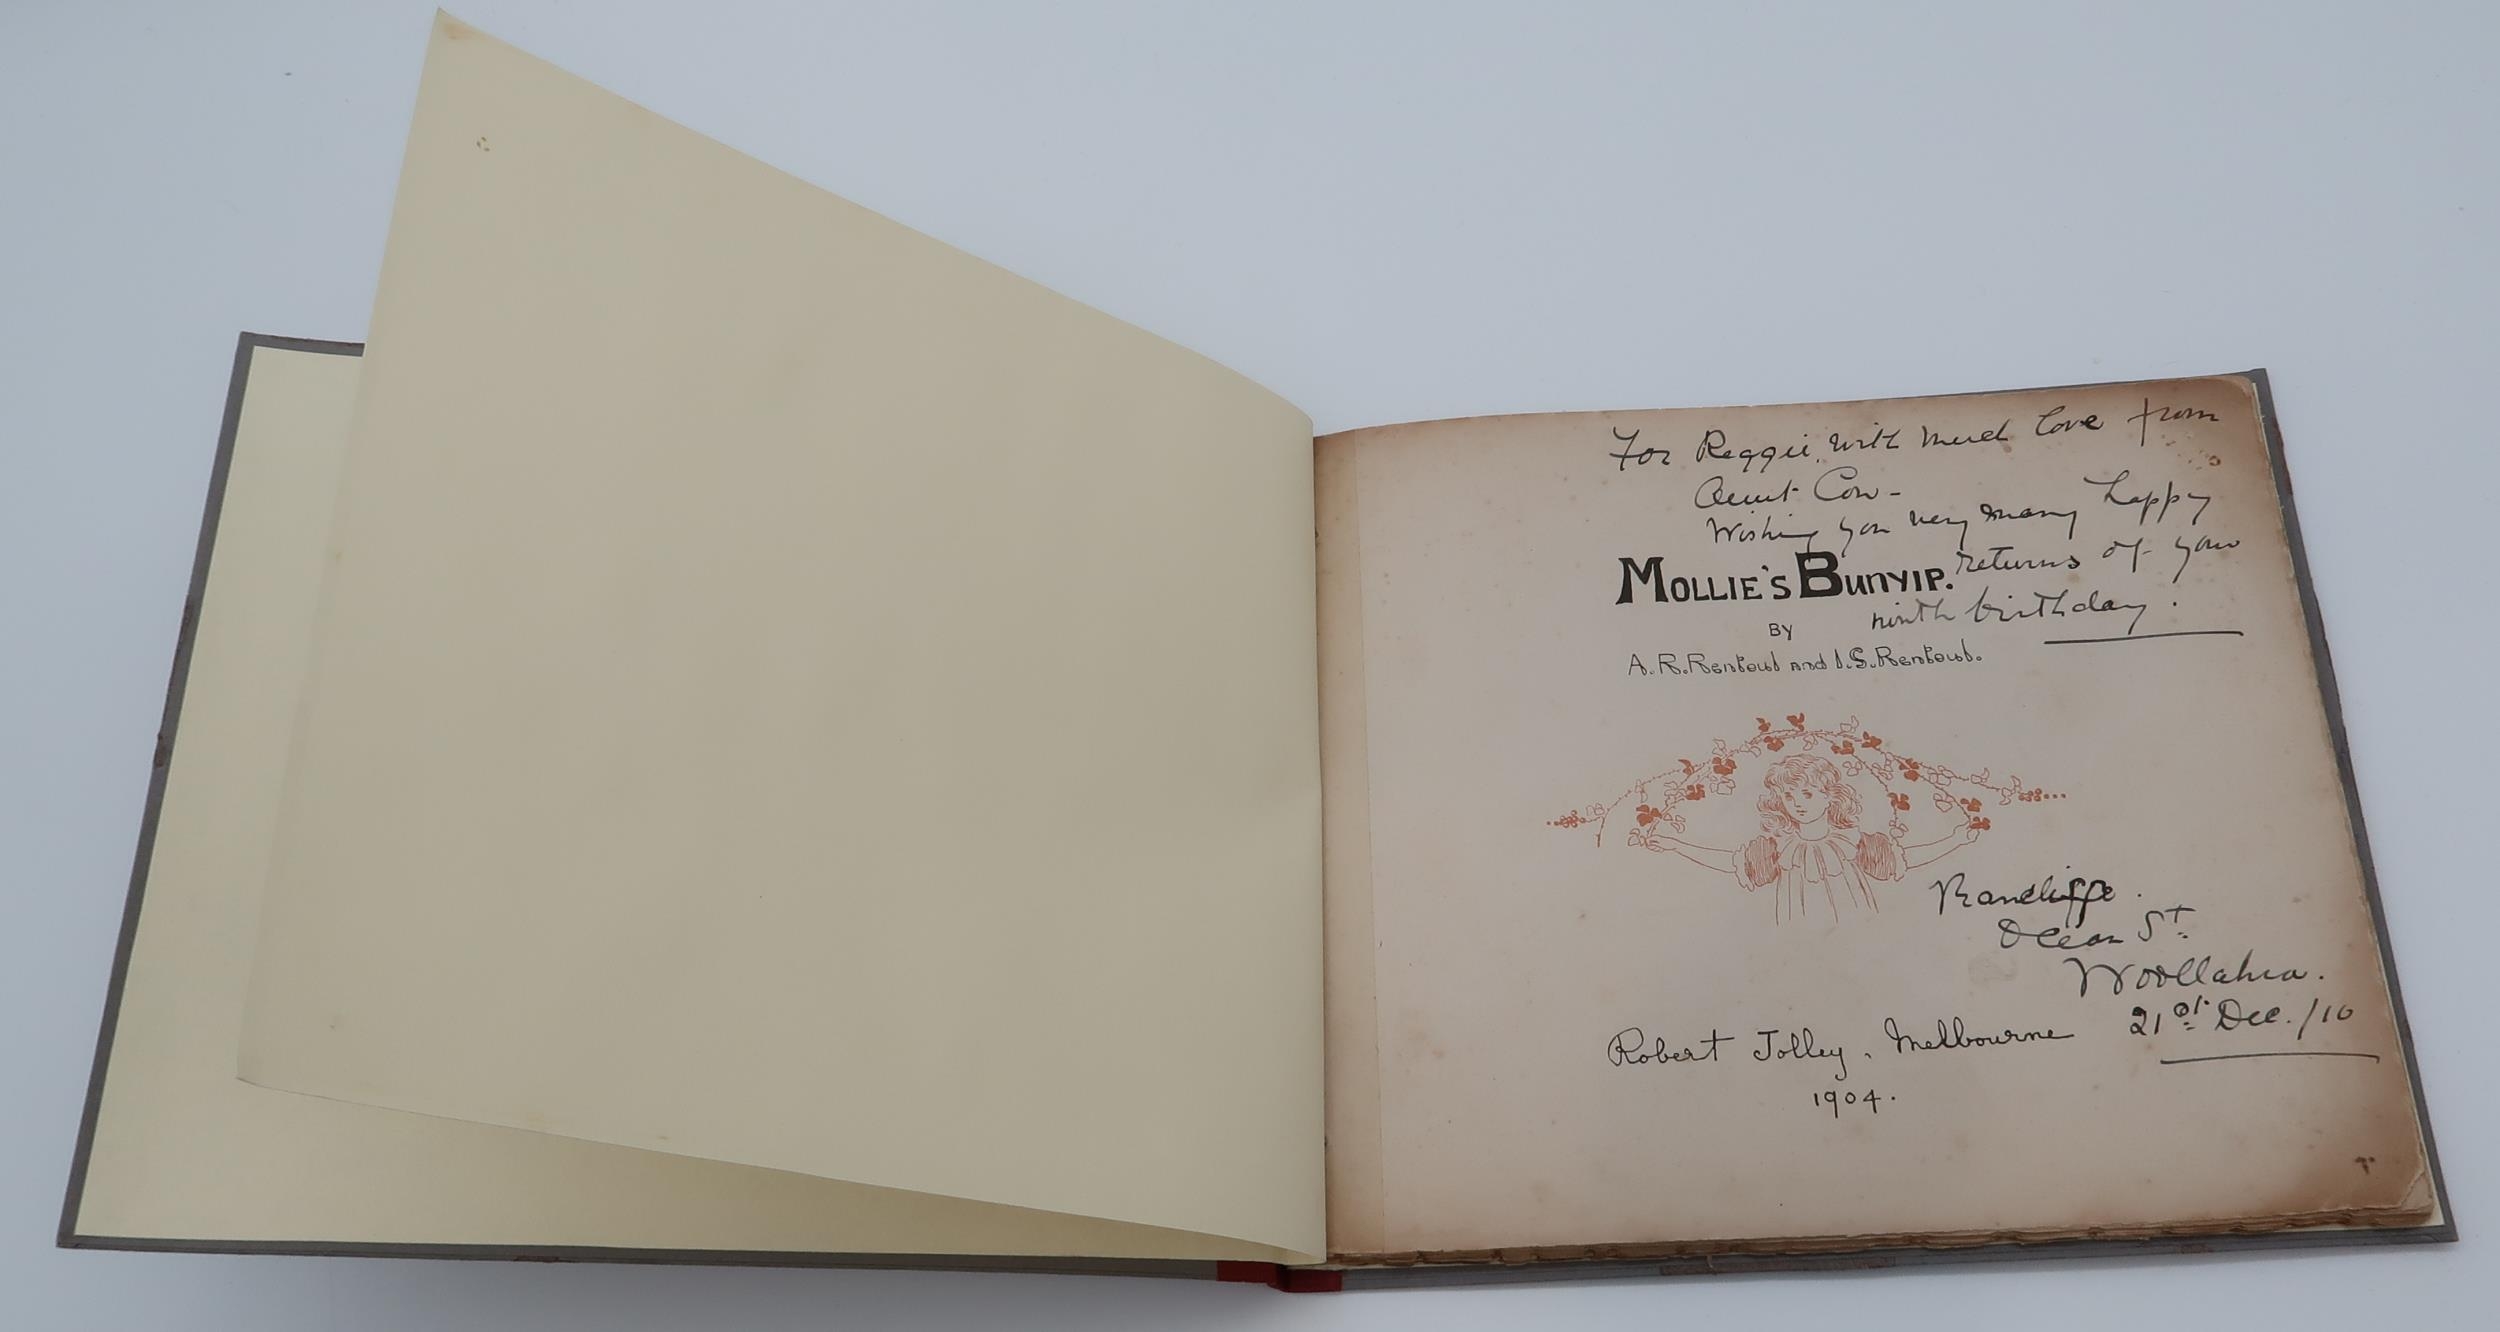 For Reggie with much love from
Aunt Con -
Wishing you very many happy
returns of your
ninth birthday.
MOLLIE'S BUNYIP.
BY
A. R. Rentoul and I. S. Rentoul.
Rancliffe.
Ocean St
Woollahra.
21st Dec. /10
Robert Jolley, Melbourne
1904.